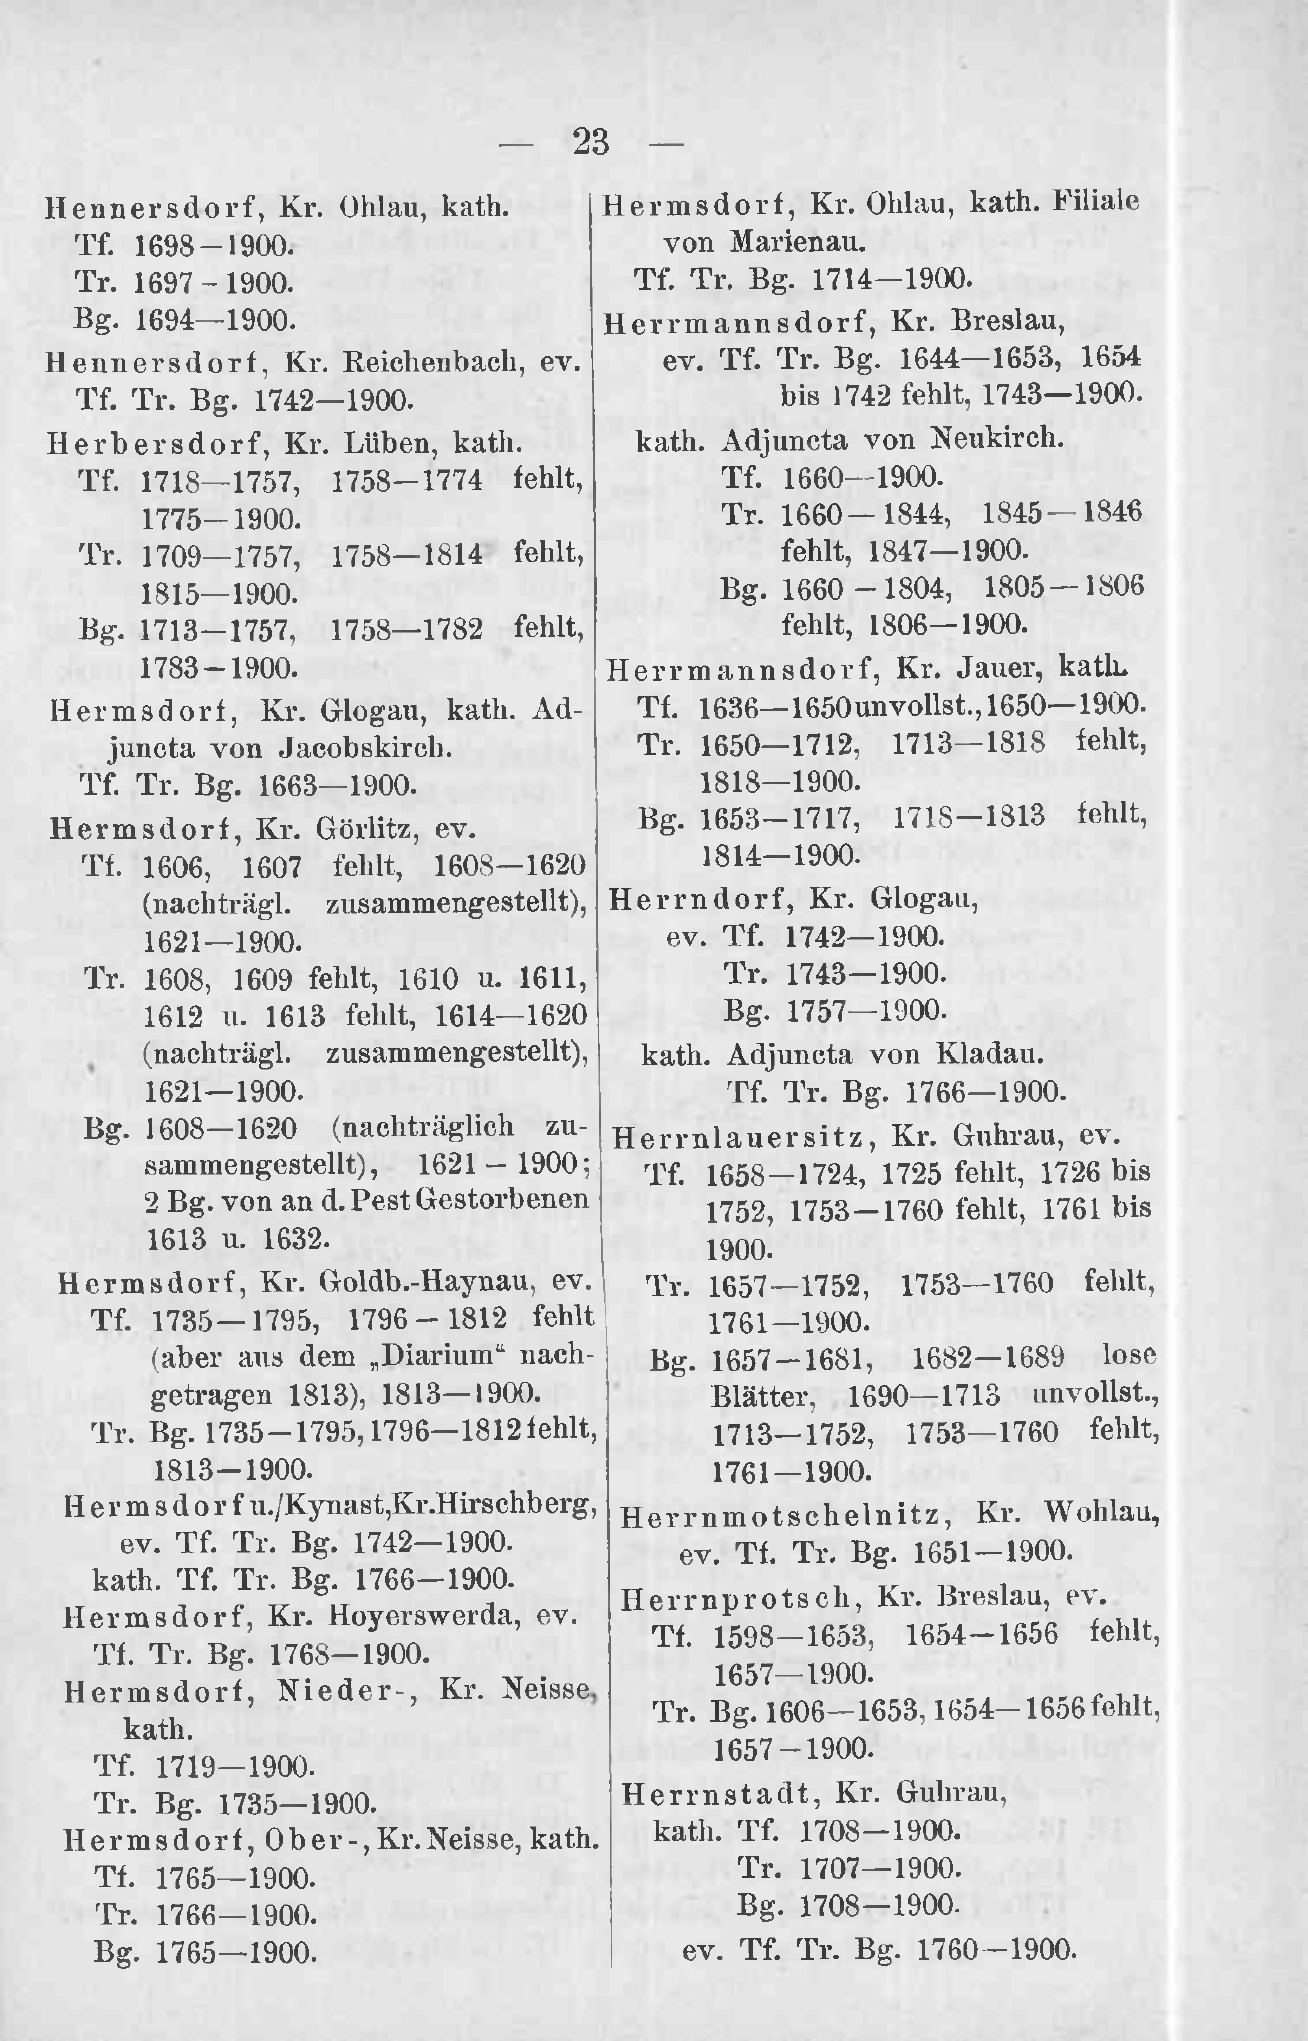 — 23 —
Hennersdorf, Kr. Ohlau, kath.
Tf. 1698–1900.
Tr. 1697–1900.
Bg. 1694—1900.
Hennersdorf, Kr. Reichenbach, ev.
Tf. Tr. Bg. 1742—1900.
Herbersdorf, Kr. Lüben, kath.
Tf. 1718—1757, 1758—1774 fehlt,
1775—1900.
Tr. 1709—1757, 1758—1814 fehlt,
1815—1900.
Bg. 1713—1757, 1758—1782 fehlt,
1783–1900.
Hermsdorf, Kr. Glogau, kath. Ad-
juncta von Jacobskirch.
Tf. Tr. Bg. 1663—1900.
Hermsdorf, Kr. Görlitz, ev.
Tf. 1606, 1607 fehlt, 1608—1620
(nachträgl. zusammengestellt),
1621—1900.
Tr. 1608, 1609 fehlt, 1610 u. 1611,
1612 u. 1613 fehlt, 1614—1620
(nachträgl. zusammengestellt),
1621—1900.
Bg. 1608—1620 (nachträglich zu-
sammengestellt), 1621–1900;
2 Bg. von an d. Pest Gestorbenen
1613 u. 1632.
Hermsdorf, Kr. Goldb.-Haynau, ev.
Tf. 1735—1795, 1796–1812 fehlt
(aber aus dem „Diarium“ nach-
getragen 1813), 1813—1900.
Tr. Bg. 1735—1795, 1796—1812 fehlt,
1813—1900.
Hermsdorf u./Kynast, Kr. Hirschberg,
ev. Tf. Tr. Bg. 1742—1900.
kath. Tf. Tr. Bg. 1766—1900.
Hermsdorf, Kr. Hoyerswerda, ev.
Tf. Tr. Bg. 1768—1900.
Hermsdorf, Nieder-, Kr. Neisse,
kath.
Tf. 1719—1900.
Tr. Bg. 1735—1900.
Hermsdorf, Ober-, Kr. Neisse, kath.
Tf. 1765—1900.
Tr. 1766—1900.
Bg. 1765—1900.
Hermsdorf, Kr. Ohlau, kath. Filiale
von Marienau.
Tf. Tr. Bg. 1714—1900.
Herrmannsdorf, Kr. Breslau,
ev. Tf. Tr. Bg. 1644—1653, 1654
bis 1742 fehlt, 1743—1900.
kath. Adjuncta von Neukirch.
Tf. 1660—1900.
Tr. 1660—1844, 1845—1846
fehlt, 1847—1900.
Bg. 1660–1804, 1805—1806
fehlt, 1806—1900.
Herrmannsdorf, Kr. Jauer, kath.
Tf. 1636—1650 unvollst., 1650—1900.
Tr. 1650—1712, 1713—1818 fehlt,
1818—1900.
Bg. 1653—1717, 1718—1813 fehlt,
1814—1900.
Herrndorf, Kr. Glogau,
ev. Tf. 1742—1900.
Tr. 1743—1900.
Bg. 1757—1900.
kath. Adjuncta von Kladau.
Tf. Tr. Bg. 1766—1900.
Herrnlauersitz, Kr. Guhrau, ev.
Tf. 1658—1724, 1725 fehlt, 1726 bis
1752, 1753—1760 fehlt, 1761 bis
1900.
Tr. 1657—1752, 1753—1760 fehlt,
1761—1900.
Bg. 1657—1681, 1682—1689 lose
Blätter, 1690—1713 unvollst.,
1713—1752, 1753—1760 fehlt,
1761—1900.
Herrnmotschelnitz, Kr. Wohlau,
ev. Tf. Tr. Bg. 1651—1900.
Herrnprotsch, Kr. Breslau, ev.
Tf. 1598—1653, 1654—1656 fehlt,
1657—1900.
Tr. Bg. 1606—1653, 1654—1656 fehlt,
1657–1900.
Herrnstadt, Kr. Guhrau,
kath. Tf. 1708—1900.
Tr. 1707—1900.
Bg. 1708—1900.
ev. Tf. Tr. Bg. 1760—1900.